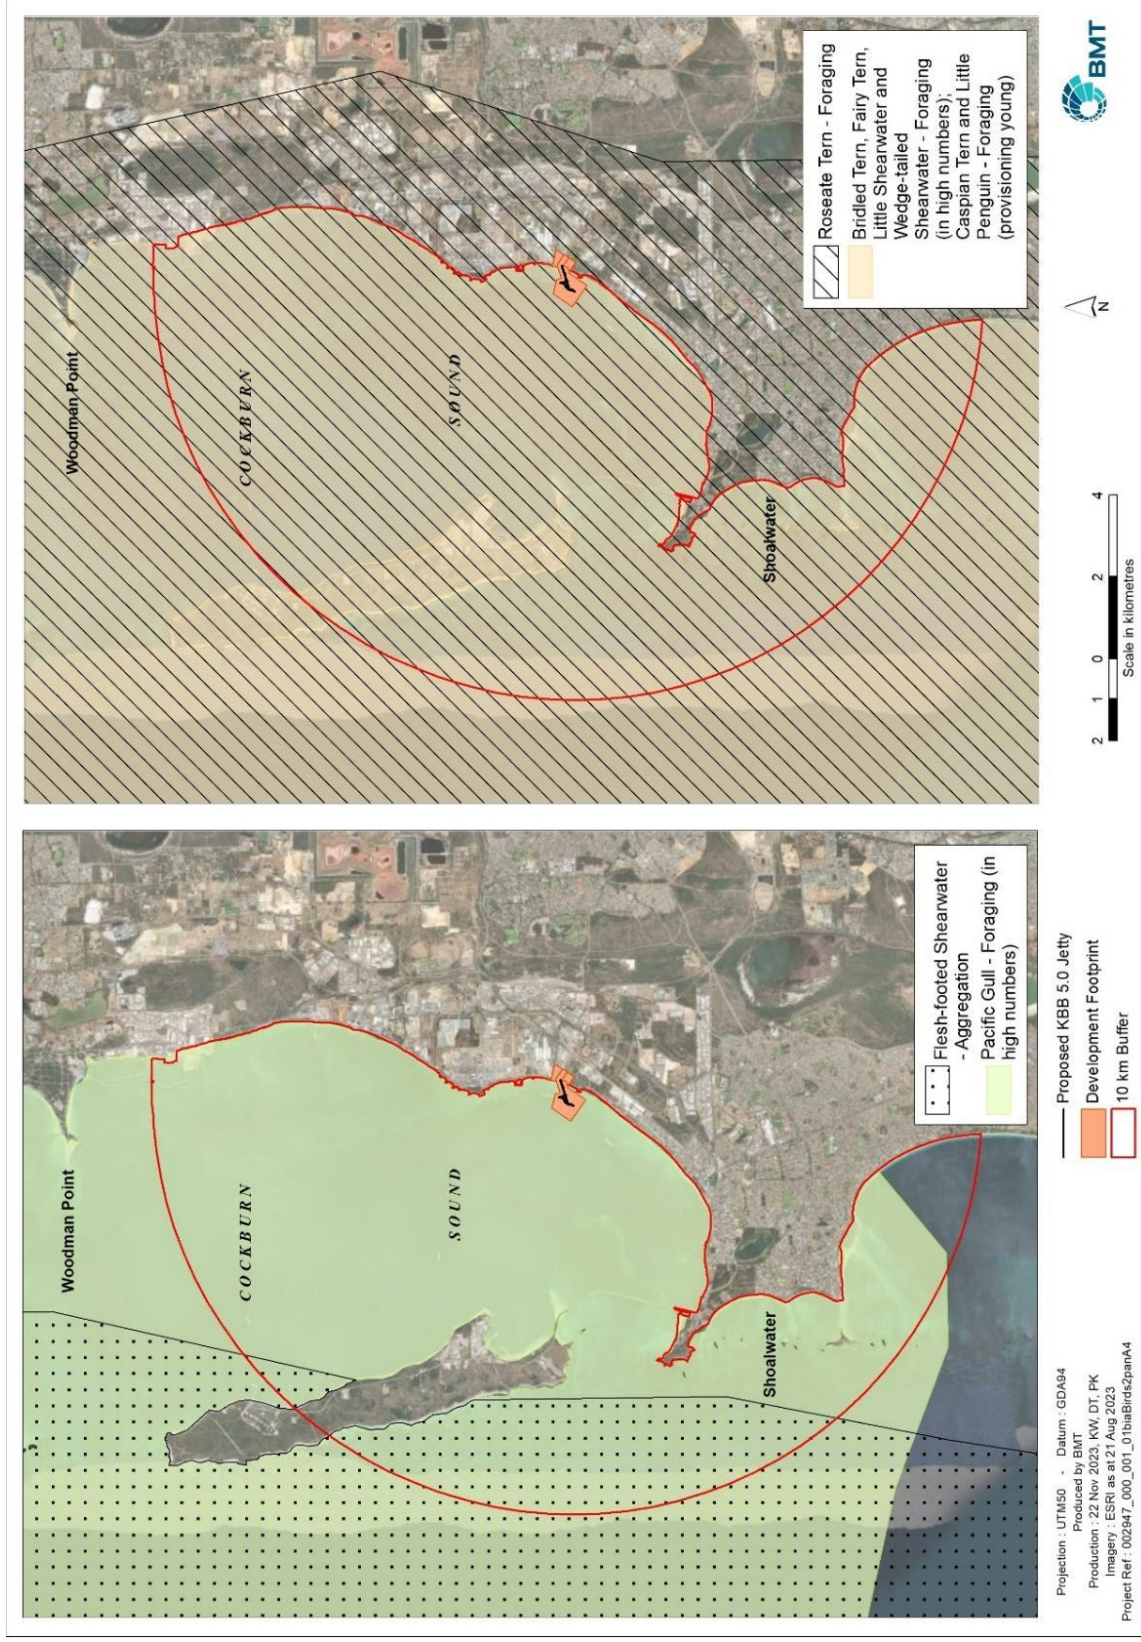 Woodman Point
COCKBURN
SOUND
Shoalwater
Flesh-footed Shearwater
- Aggregation
Pacific Gull - Foraging (in
high numbers)
Woodman Point
COCKBURN
SOUND
Shoalwater
Roseate Tern - Foraging
Bridled Tern, Fairy Tern,
Little Shearwater and
Wedge-tailed
Shearwater - Foraging
(in high numbers);
Caspian Tern and Little
Penguin - Foraging
(provisioning young)
Projection : UTM50 - Datum : GDA94
Produced by BMT
Production : 22 Nov 2023, KW, DT, PK
Imagery : ESRI as at 21 Aug 2023
Project Ref : 002947_000_001_01biaBirds2panA4
Proposed KBB 5.0 Jetty
Development Footprint
10 km Buffer
2 1 0 2 4
Scale in kilometres
N
BMT